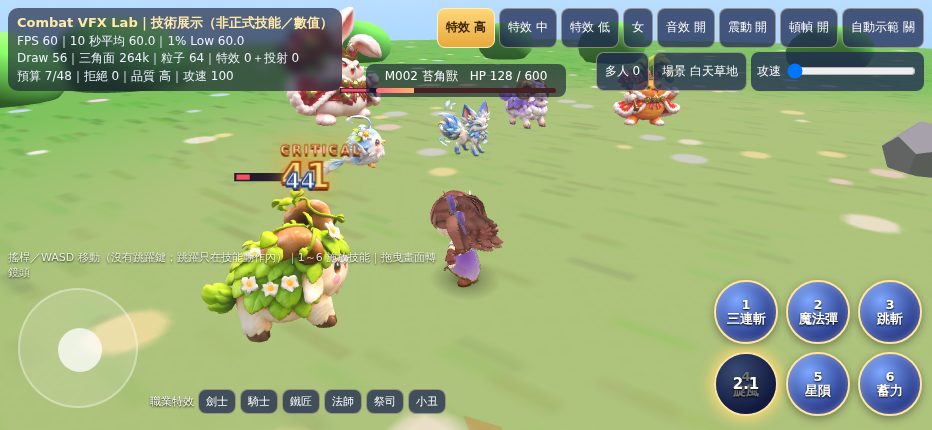 Combat VFX Lab｜技術展示（非正式技能／數值）
FPS 60｜10 秒平均 60.0｜1% Low 60.0
Draw 56｜三角面 264k｜粒子 64｜特效 0＋投射 0
預算 7/48｜拒絕 0｜品質 高｜攻速 100
特效 高
特效 中
特效 低
女
音效 開
震動 開
頓幀 開
自動示範 關
多人 0
場景 白天草地
攻速
M002 苔角獸 HP 128 / 600
CRITICAL
41
44
搖桿／WASD 移動（沒有跳躍鍵；跳躍只在技能動作內）｜1～6 施放技能｜拖曳畫面轉
鏡頭
1
三連斬
2
魔法彈
3
跳斬
4
2.1
旋風
5
星隕
6
蓄力
職業特效
劍士
騎士
鐵匠
法師
祭司
小丑